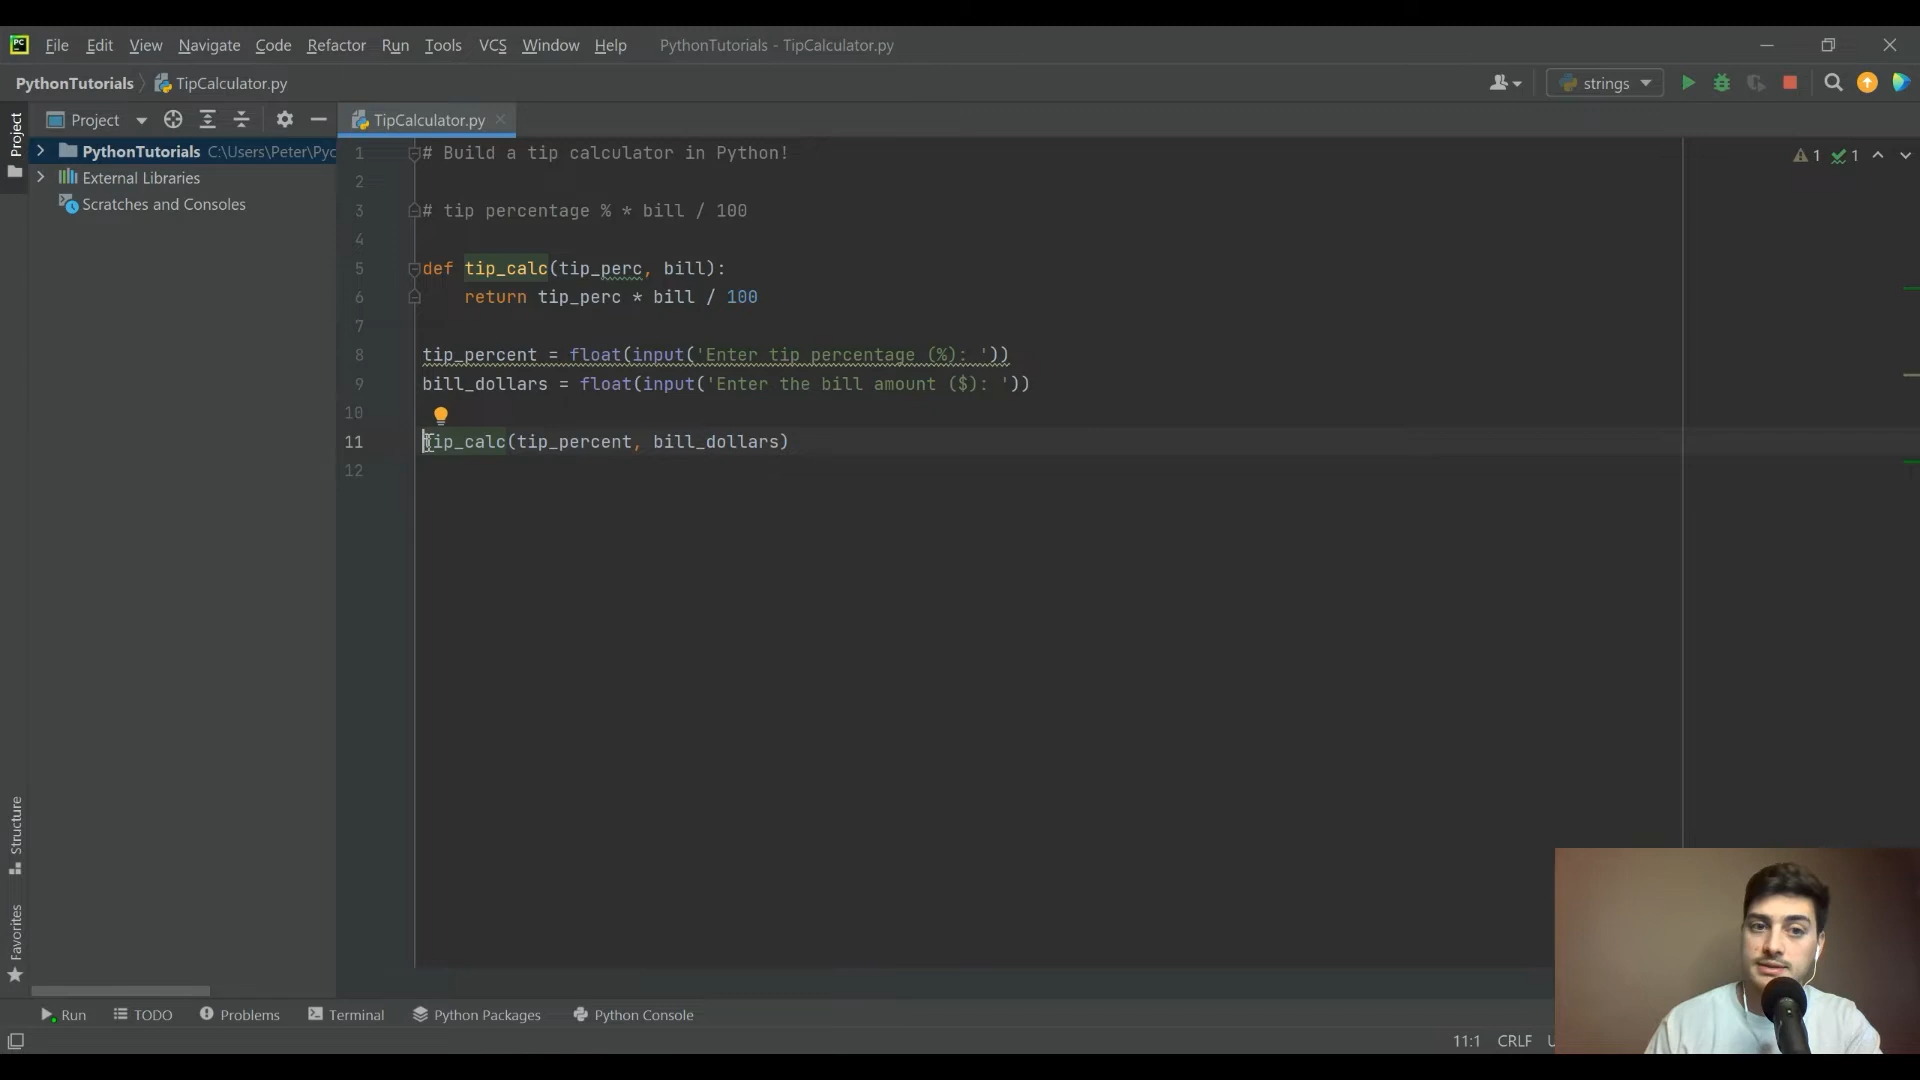 File Edit View Navigate Code Refactor Run Tools VCS Window Help PythonTutorials - TipCalculator.py
PythonTutorials TipCalculator.py strings
Project
Project TipCalculator.py
PythonTutorials C:\Users\Peter\Pyc
External Libraries
Scratches and Consoles
1 # Build a tip calculator in Python!
2
3 # tip percentage % * bill / 100
4
5 def tip_calc(tip_perc, bill):
6 return tip_perc * bill / 100
7
8 tip_percent = float(input('Enter tip percentage (%): '))
9 bill_dollars = float(input('Enter the bill amount ($): '))
10
11 tip_calc(tip_percent, bill_dollars)
12
1 1
Structure
Favorites
Run TODO Problems Terminal Python Packages Python Console
11:1 CRLF